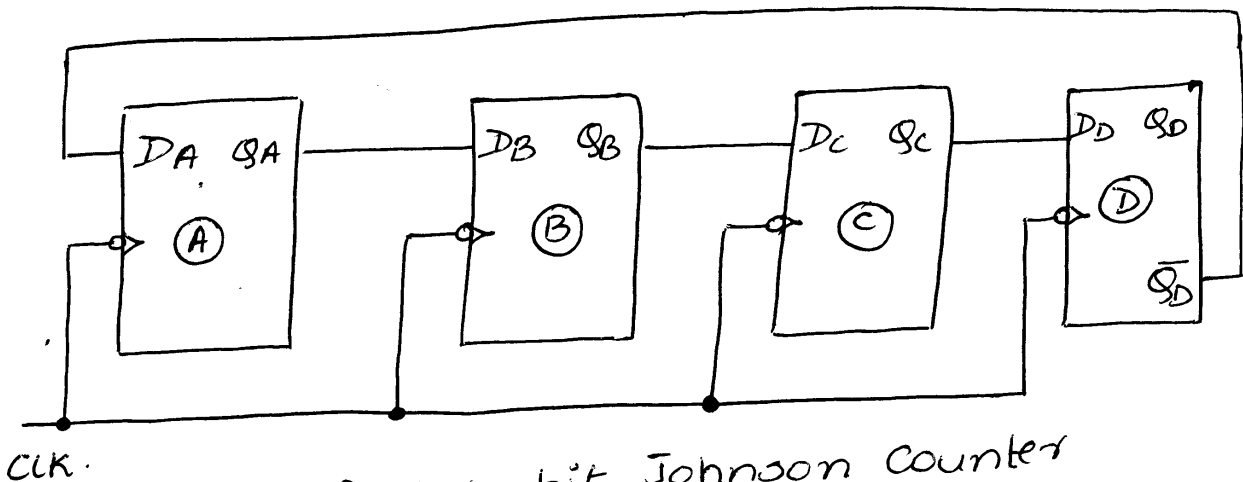 DA QA DB QB DC QC DD QD
A B C D
Q̅D̅
CLK.
bit Johnson Counter